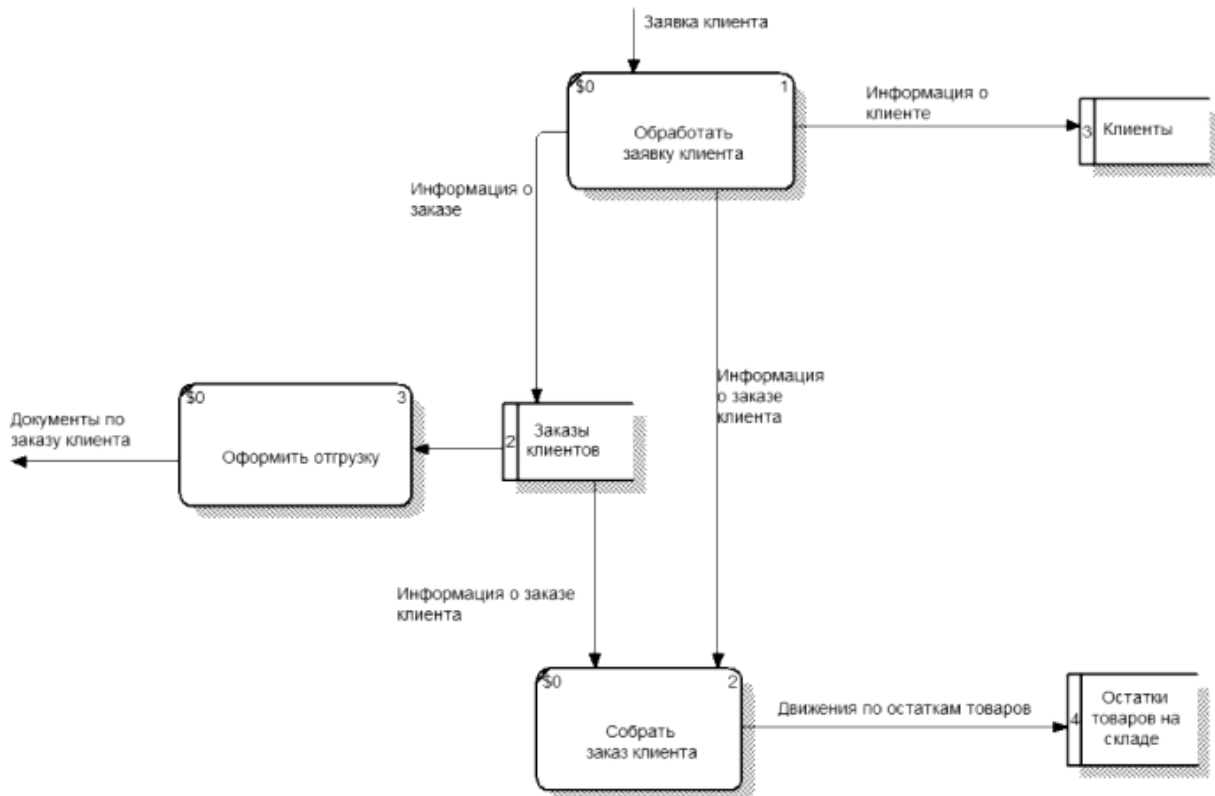 Заявка клиента
$0
1
Обработать
заявку клиента
Информация о
клиенте
3
Клиенты
Информация о
заказе
Информация
о заказе
клиента
Документы по
заказу клиента
$0
3
Оформить отгрузку
2
Заказы
клиентов
Информация о заказе
клиента
$0
2
Собрать
заказ клиента
Движения по остаткам товаров
4
Остатки
товаров на
складе